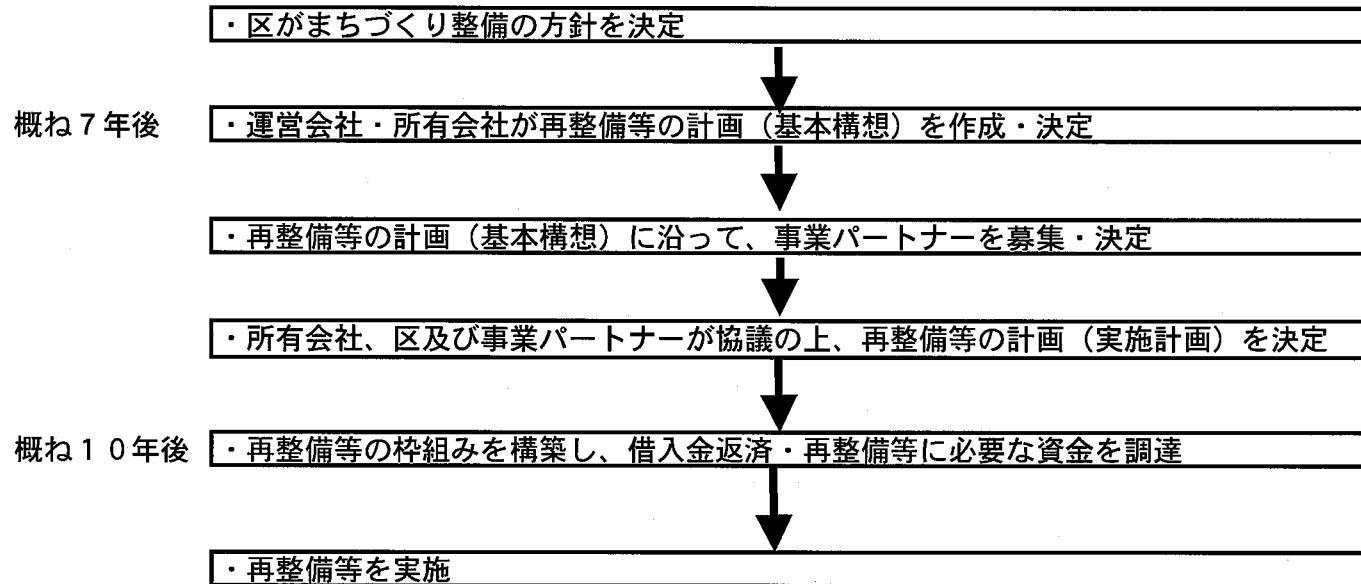 ・区がまちづくり整備の方針を決定
概ね７年後
・運営会社・所有会社が再整備等の計画（基本構想）を作成・決定
・再整備等の計画（基本構想）に沿って、事業パートナーを募集・決定
・所有会社、区及び事業パートナーが協議の上、再整備等の計画（実施計画）を決定
概ね１０年後
・再整備等の枠組みを構築し、借入金返済・再整備等に必要な資金を調達
・再整備等を実施